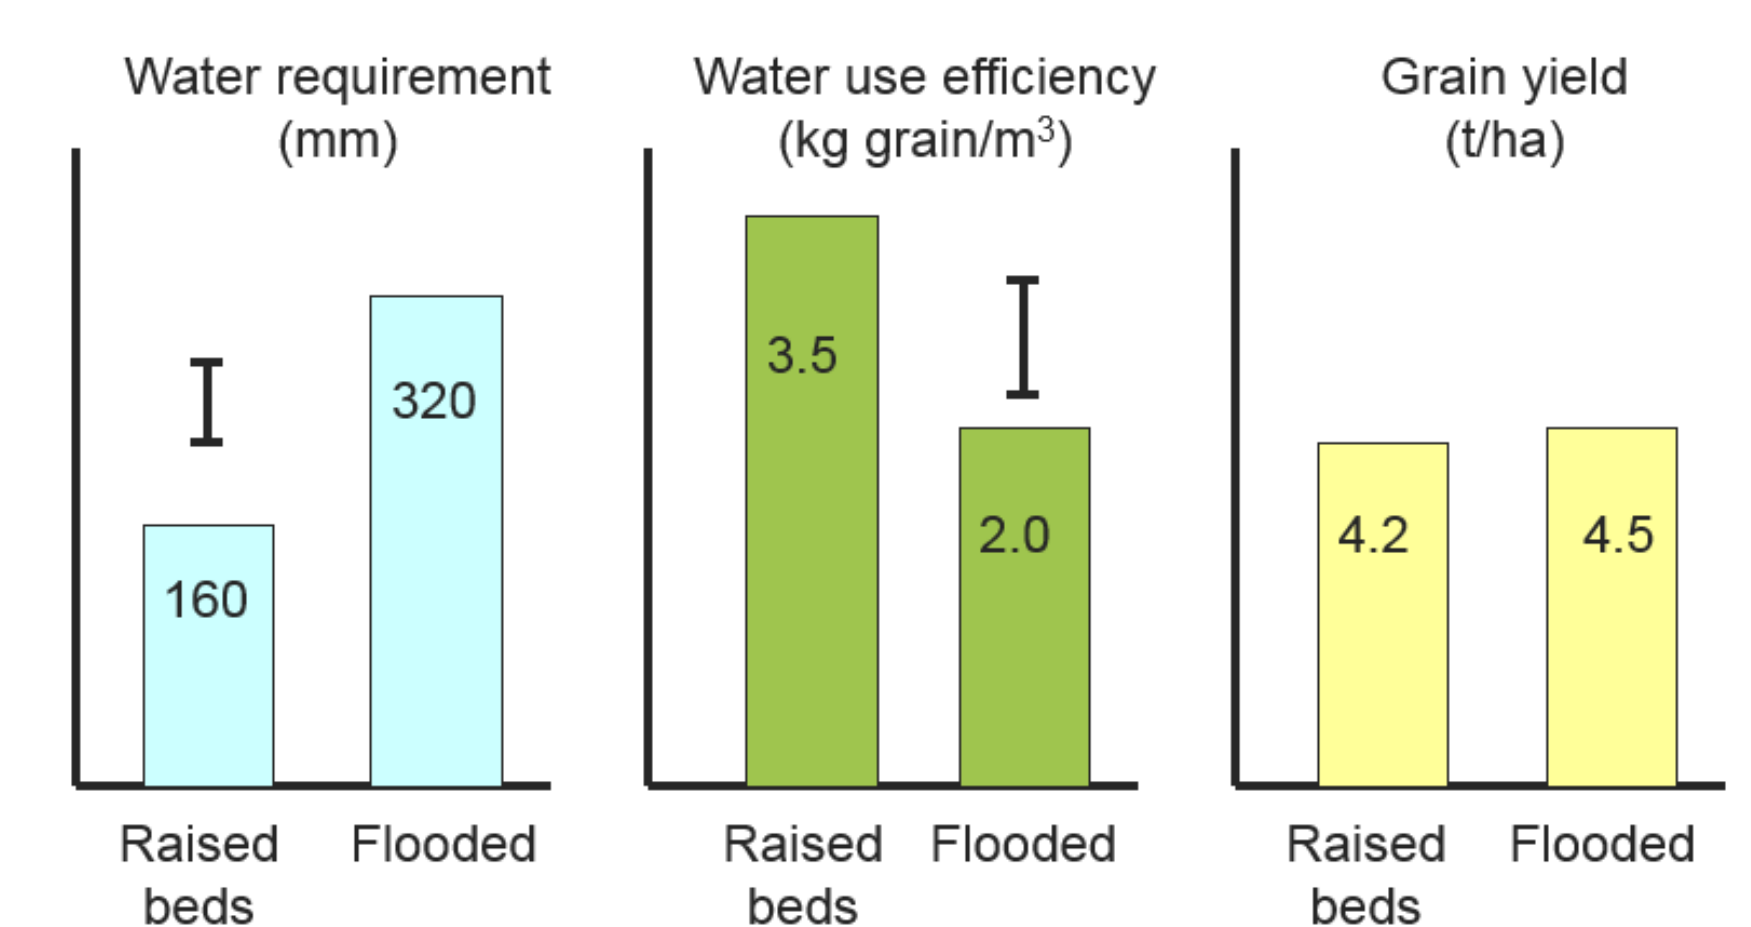 Water requirement
(mm)
160
320
Raised
beds
Flooded
Water use efficiency
(kg grain/m³)
3.5
2.0
Raised
beds
Flooded
Grain yield
(t/ha)
4.2
4.5
Raised
beds
Flooded